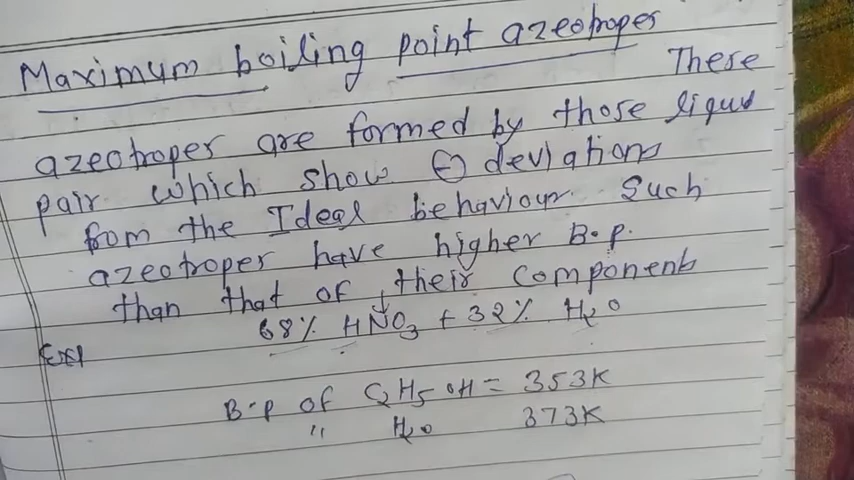 Maximum boiling point azeotropes
These
azeotropes are formed by those liquid
pair which show (-) deviations
from the Ideal behaviour. Such
azeotropes have higher B.p.
than that of their components
68% HNO3 + 32% H2O
Exp
B.p of C2H5OH = 353K
" H2O 373K